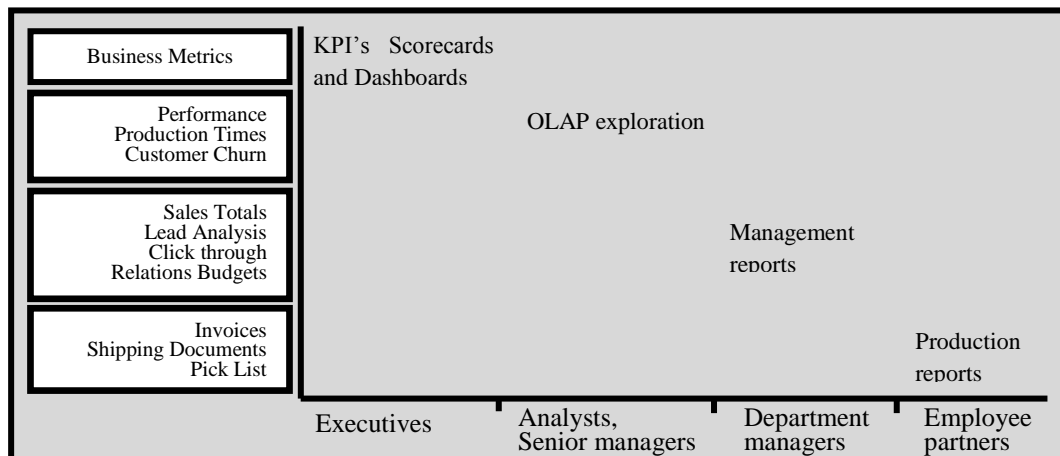 Business Metrics
KPI's Scorecards
and Dashboards
Performance
Production Times
Customer Churn
OLAP exploration
Sales Totals
Lead Analysis
Click through
Relations Budgets
Management
reports
Invoices
Shipping Documents
Pick List
Production
reports
Executives
Analysts,
Senior managers
Department
managers
Employee
partners